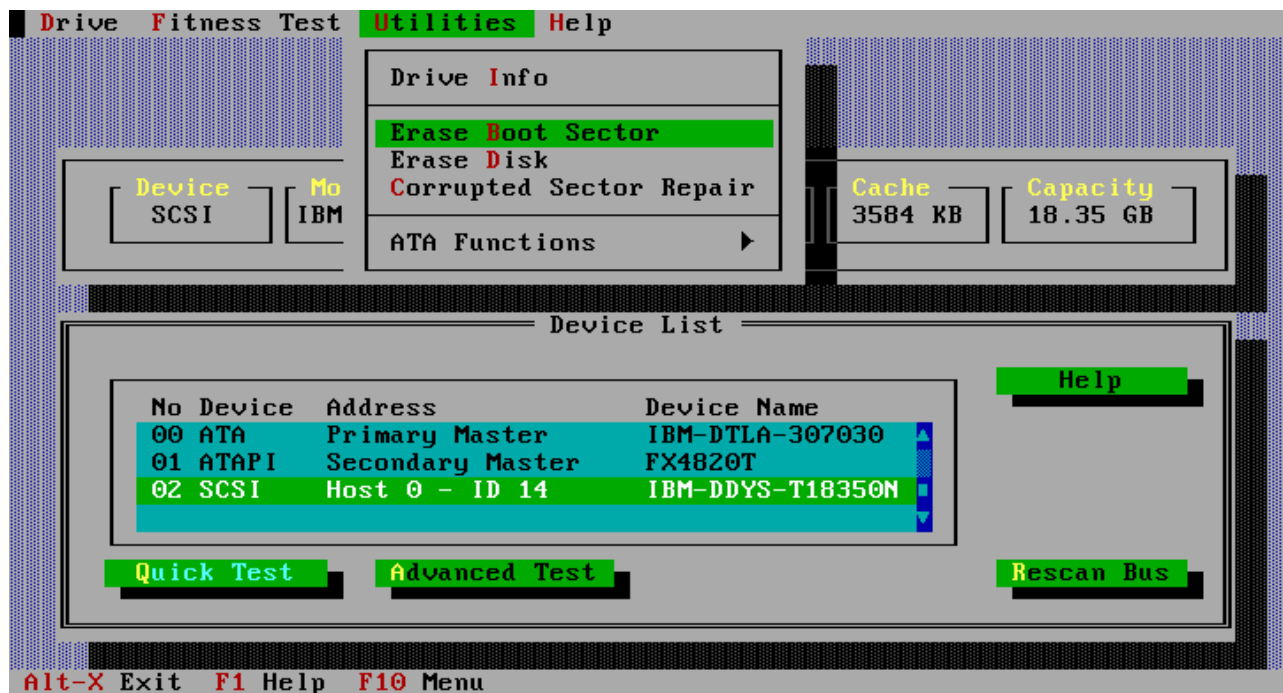 Drive Fitness Test Utilities Help
Drive Info
Erase Boot Sector
Erase Disk
Corrupted Sector Repair
ATA Functions
Device Mo Cache Capacity
SCSI IBM 3584 KB 18.35 GB
Device List
Help
No Device Address Device Name
00 ATA Primary Master IBM-DTLA-307030
01 ATAPI Secondary Master FX4820T
02 SCSI Host 0 - ID 14 IBM-DDYS-T18350N
Quick Test Advanced Test Rescan Bus
Alt-X Exit F1 Help F10 Menu